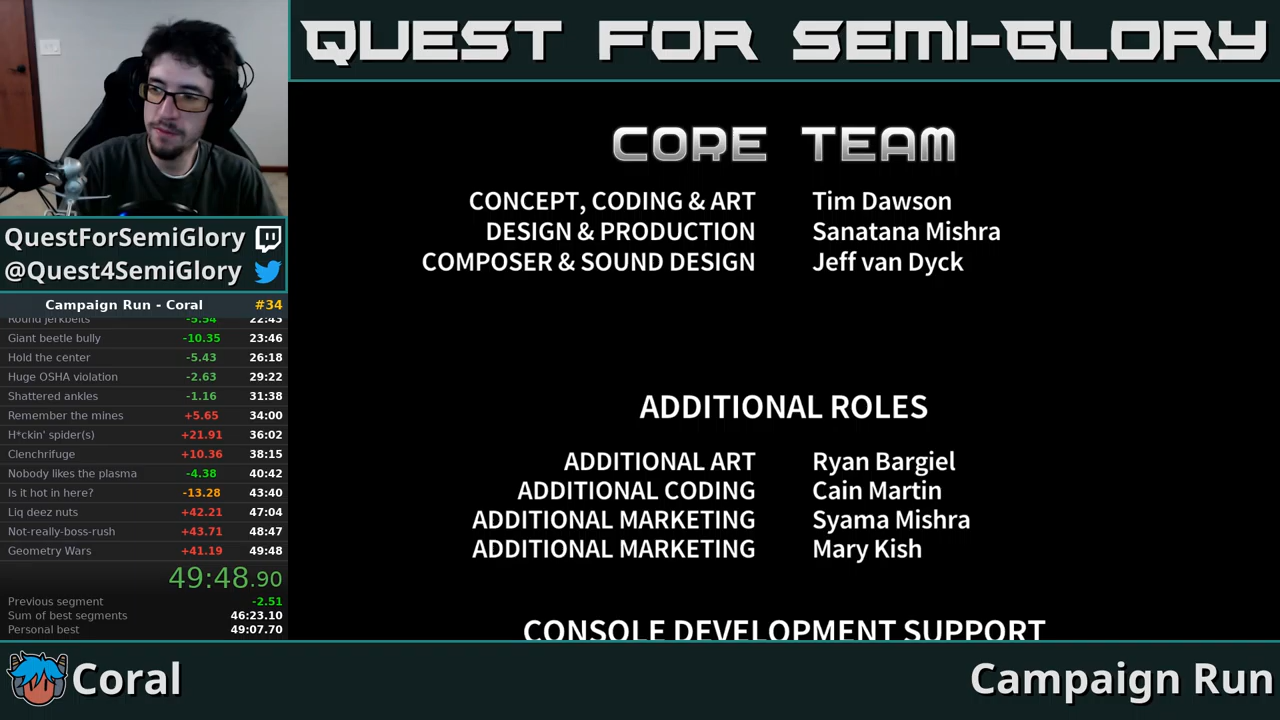 QUEST FOR SEMI-GLORY
QuestForSemiGlory
@Quest4SemiGlory
Campaign Run - Coral #34
Round jerkbelts -5.54 22:43
Giant beetle bully -10.35 23:46
Hold the center -5.43 26:18
Huge OSHA violation -2.63 29:22
Shattered ankles -1.16 31:38
Remember the mines +5.65 34:00
H*ckin' spider(s) +21.91 36:02
Clenchrifuge +10.36 38:15
Nobody likes the plasma -4.38 40:42
Is it hot in here? -13.28 43:40
Liq deez nuts +42.21 47:04
Not-really-boss-rush +43.71 48:47
Geometry Wars +41.19 49:48
49:48.90
Previous segment -2.51
Sum of best segments 46:23.10
Personal best 49:07.70
CORE TEAM
CONCEPT, CODING & ART Tim Dawson
DESIGN & PRODUCTION Sanatana Mishra
COMPOSER & SOUND DESIGN Jeff van Dyck
ADDITIONAL ROLES
ADDITIONAL ART Ryan Bargiel
ADDITIONAL CODING Cain Martin
ADDITIONAL MARKETING Syama Mishra
ADDITIONAL MARKETING Mary Kish
CONSOLE DEVELOPMENT SUPPORT
Coral
Campaign Run